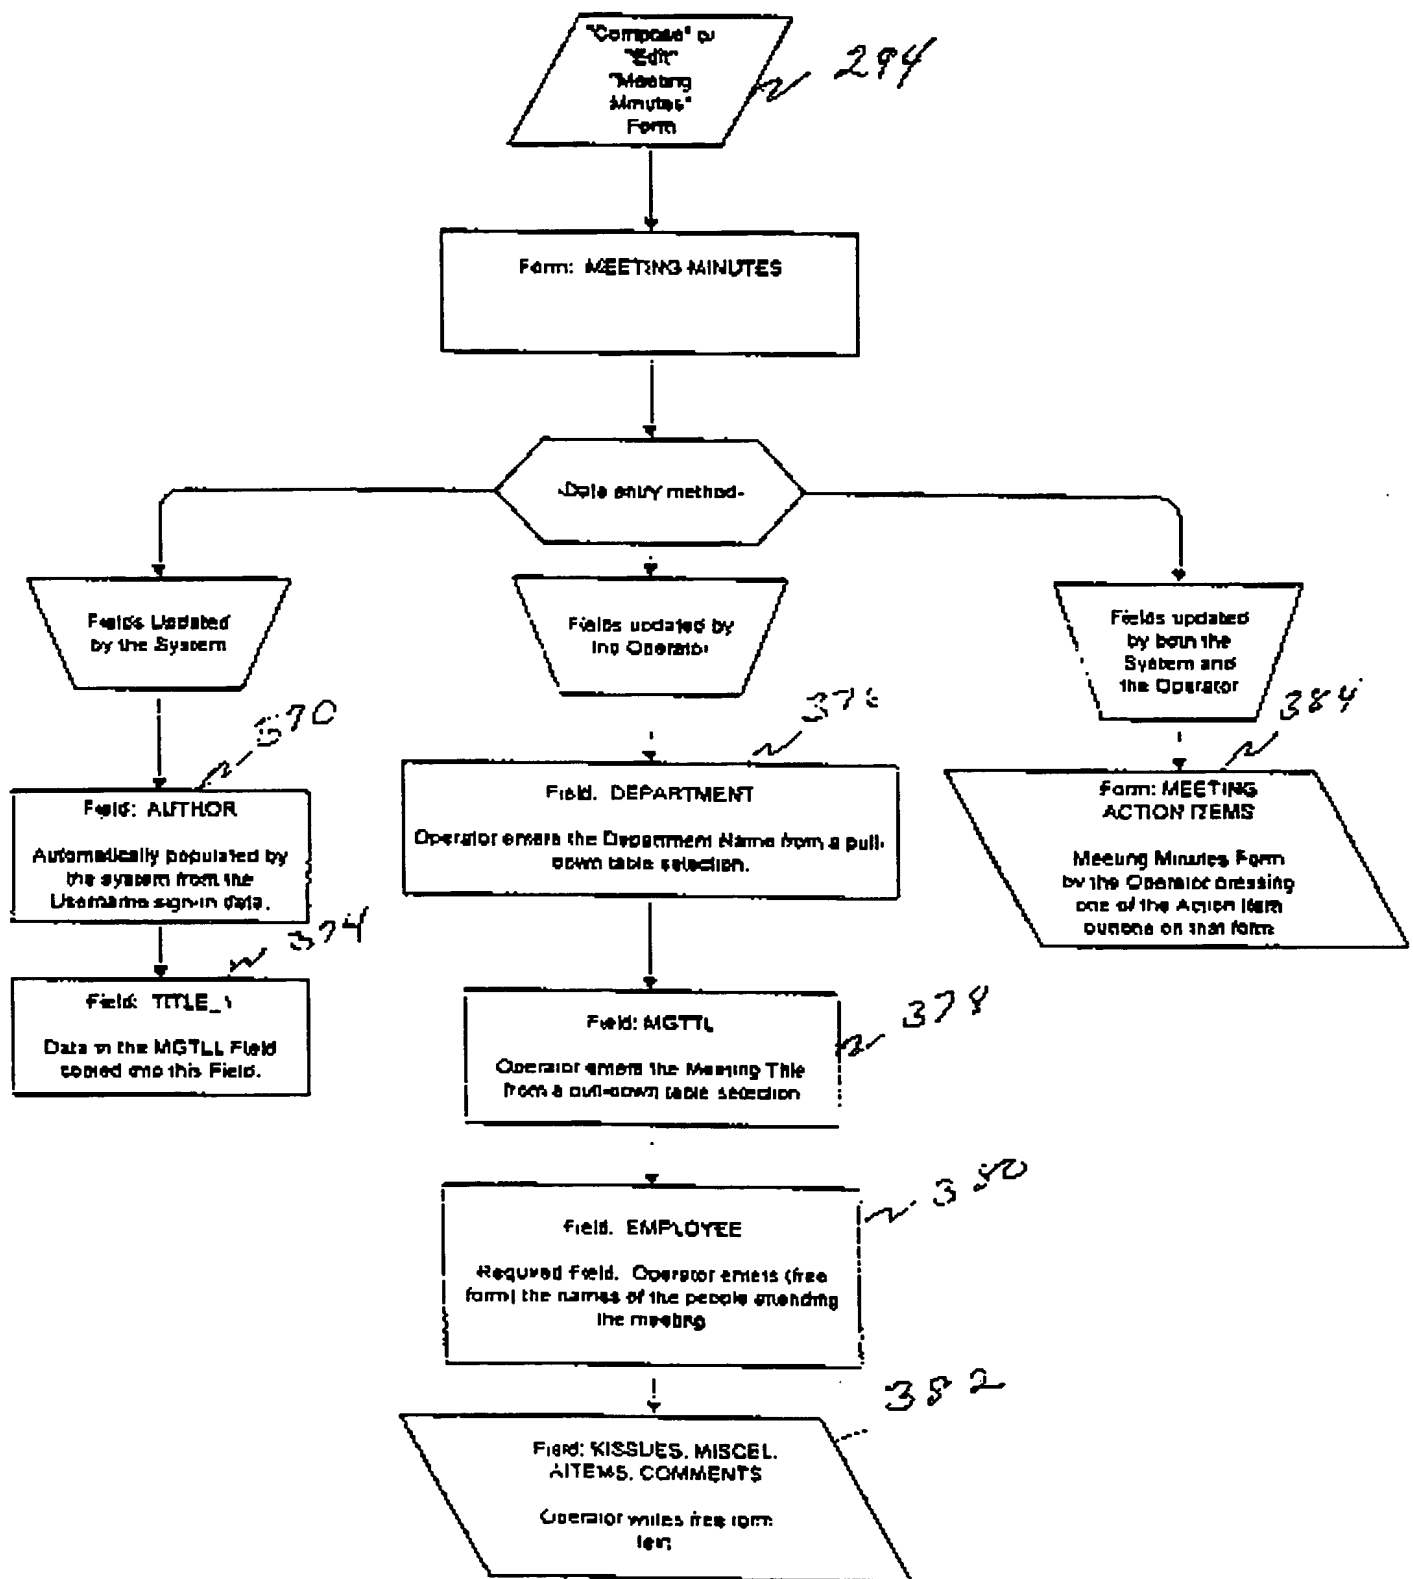 "Compose" or
"Edit"
"Meeting
Minutes"
Form
294
Form: MEETING MINUTES
Data entry method
Fields Updated
by the System
Fields updated by
the Operator
Fields updated
by both the
System and
the Operator
370
376
384
Field: AUTHOR
Automatically populated by
the system from the
Username sign-in data.
Field. DEPARTMENT
Operator enters the Department Name from a pull-
down table selection.
Form: MEETING
ACTION ITEMS
Meeting Minutes Form
by the Operator pressing
one of the Action Item
buttons on that form
374
Field: TITLE_1
Data in the MGTLL Field
copied into this Field.
Field: MGTTL
Operator enters the Meeting Title
from a pull-down table selection
378
Field. EMPLOYEE
Required Field. Operator enters (free
form) the names of the people attending
the meeting
380
Field: KISSUES, MISCEL,
AITEMS, COMMENTS
Operator writes free form
text
382